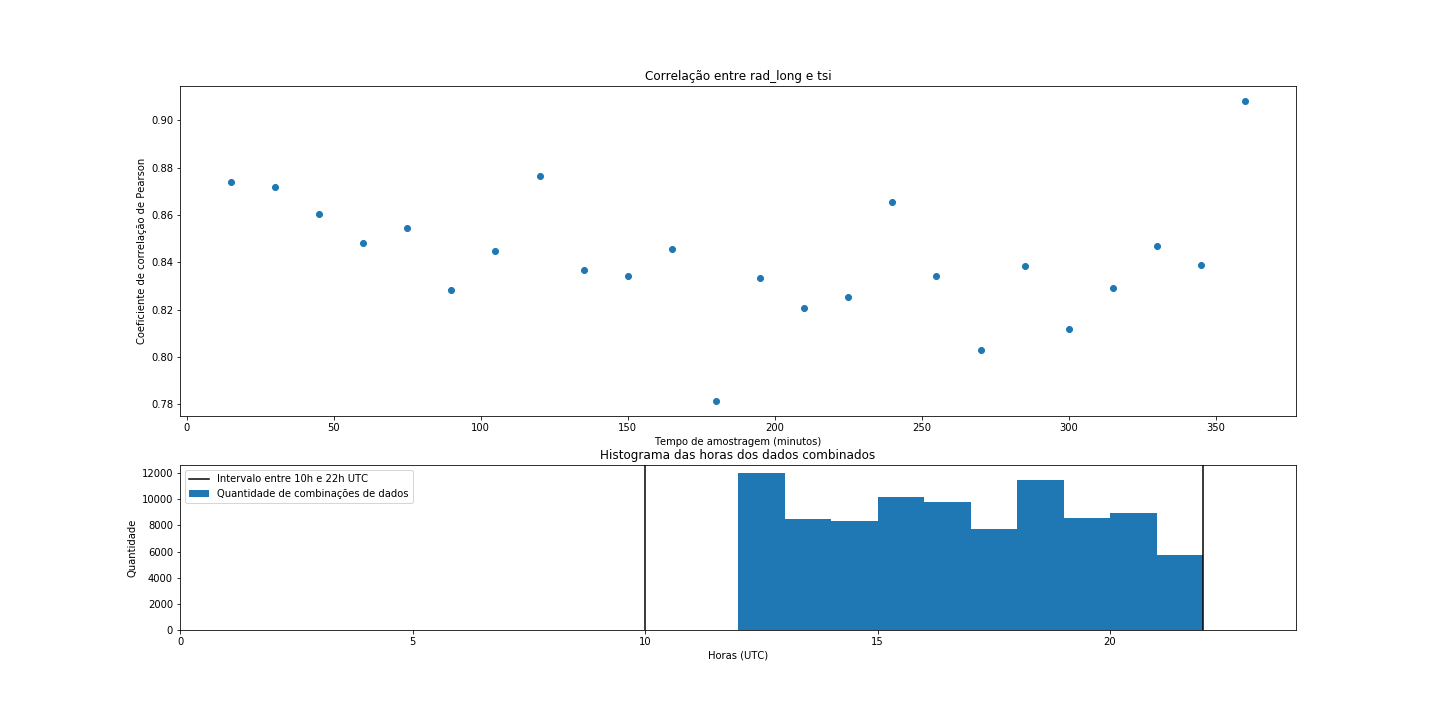 Correlação entre rad_long e tsi
Coeficiente de correlação de Pearson
0.90
0.88
0.86
0.84
0.82
0.80
0.78
0 50 100 150 200 250 300 350
Tempo de amostragem (minutos)
Histograma das horas dos dados combinados
Quantidade
12000
10000
8000
6000
4000
2000
0
Intervalo entre 10h e 22h UTC
Quantidade de combinações de dados
0 5 10 15 20
Horas (UTC)